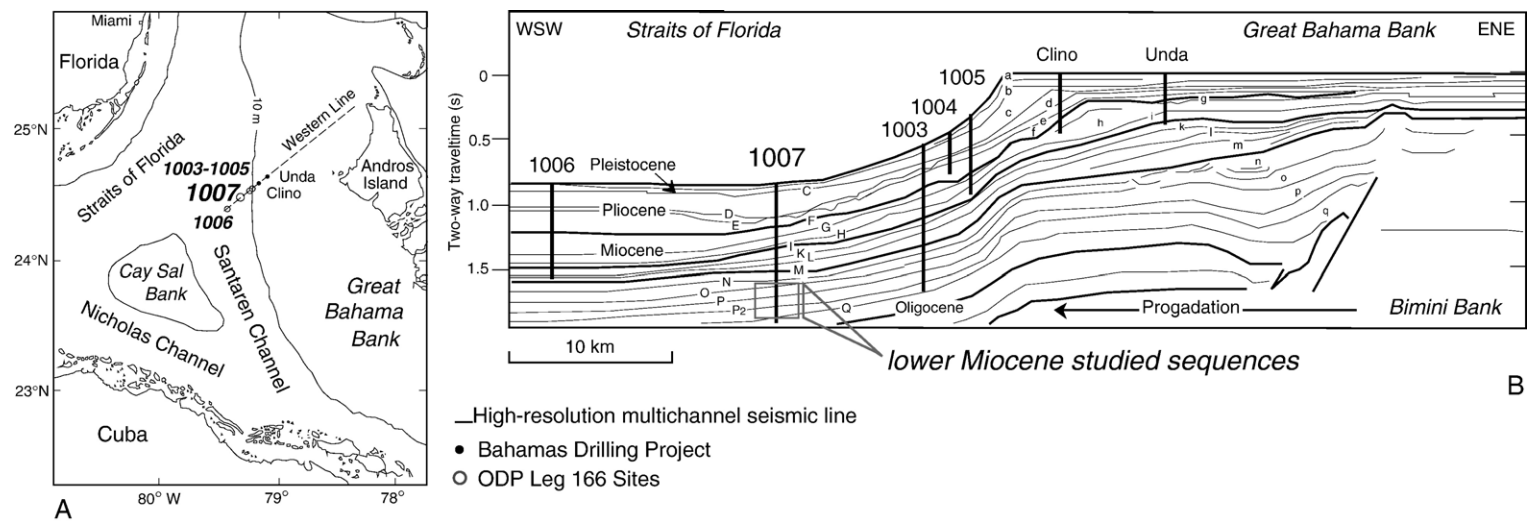 Miami
Florida
10m
Western Line
25°N
Straits of Florida
Andros
Island
1003-1005
Unda
Clino
1007
1006
24°N
Cay Sal
Bank
Santaren Channel
Great
Bahama
Bank
Nicholas Channel
23°N
Cuba
80° W
79°
78°
A
WSW
Straits of Florida
Great Bahama Bank
ENE
Clino
Unda
1005
1004
1003
1007
1006
Two-way traveltime (s)
0
0.5
1.0
1.5
Pleistocene
Pliocene
Miocene
Oligocene
a
b
c
d
e
f
g
h
i
k
l
m
n
o
p
q
C
D
E
F
G
H
I
K
L
M
N
O
P
P2
Q
Progadation
Bimini Bank
10 km
lower Miocene studied sequences
B
High-resolution multichannel seismic line
Bahamas Drilling Project
ODP Leg 166 Sites